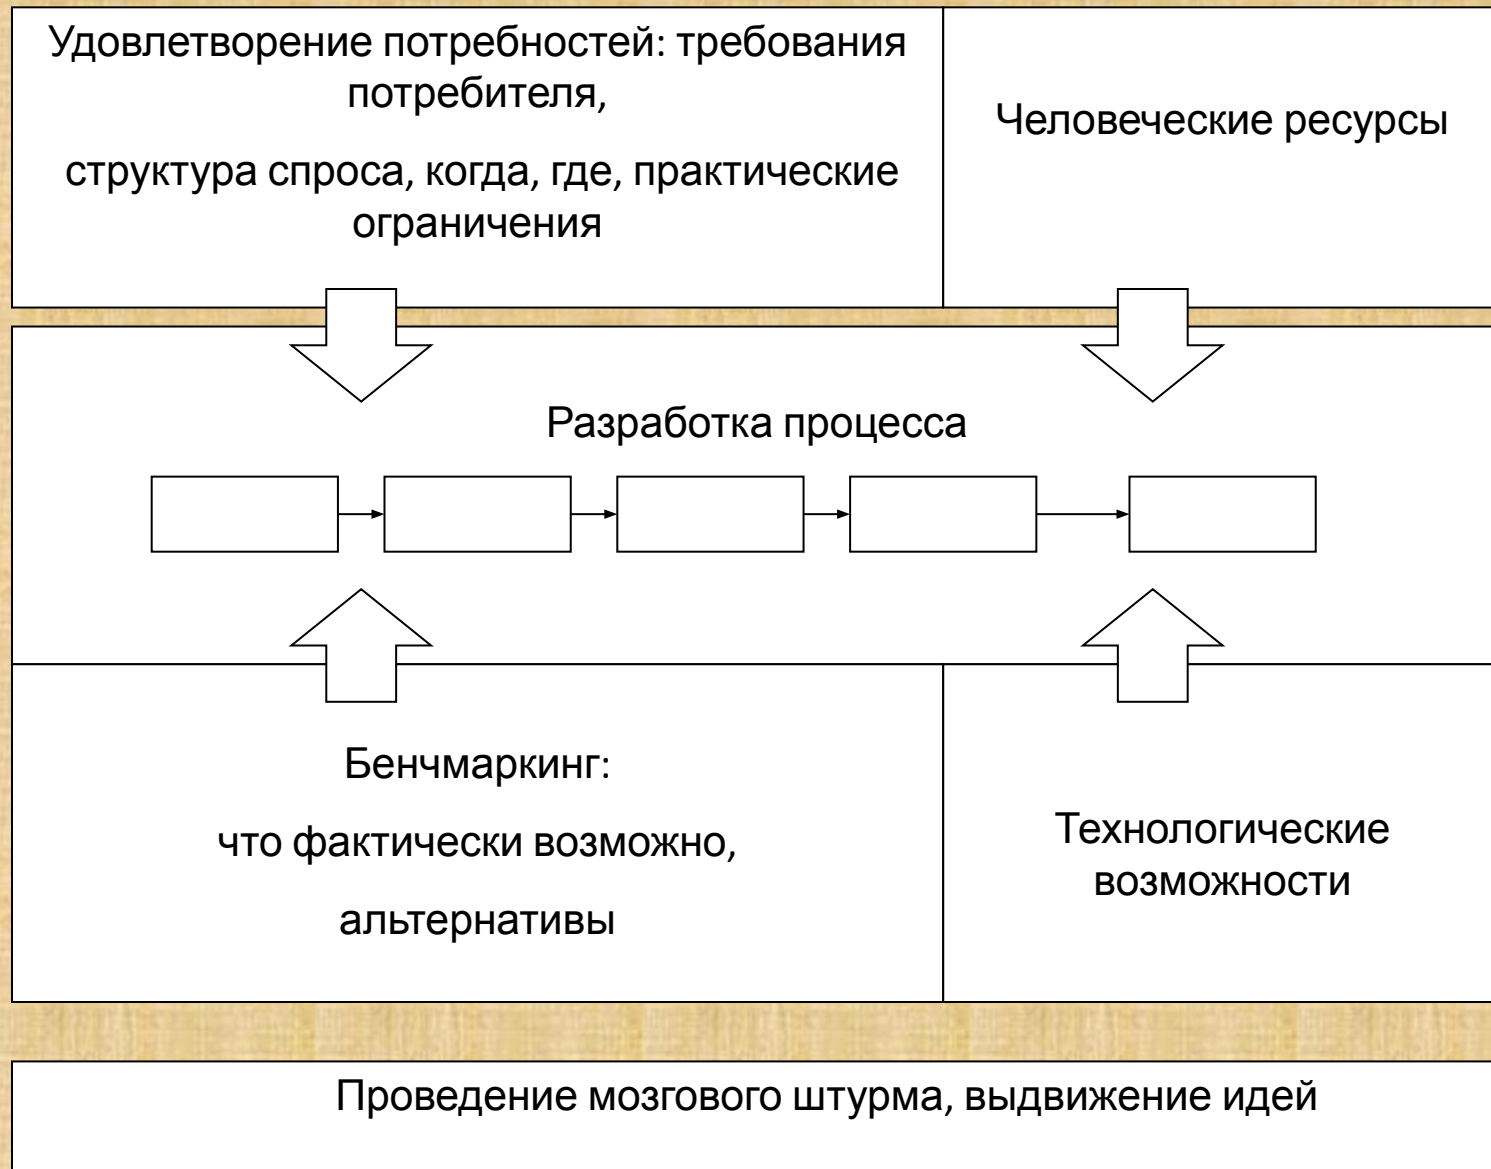 Удовлетворение потребностей: требования
потребителя,
структура спроса, когда, где, практические
ограничения
Человеческие ресурсы
Разработка процесса
Бенчмаркинг:
что фактически возможно,
альтернативы
Технологические
возможности
Проведение мозгового штурма, выдвижение идей